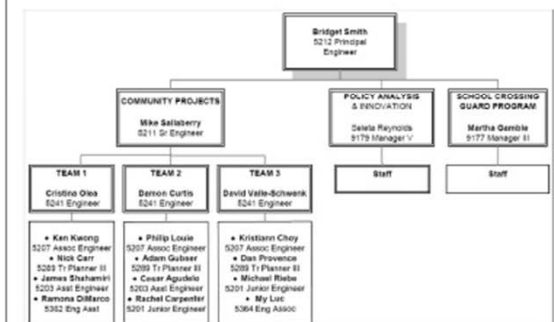 Bridget Smith
5212 Principal
Engineer
COMMUNITY PROJECTS
Mike Sallaberry
5211 Sr Engineer
POLICY ANALYSIS
& INNOVATION
Seleta Reynolds
9179 Manager V
SCHOOL CROSSING
GUARD PROGRAM
Martha Gamble
9177 Manager III
TEAM 1
Cristina Olea
5241 Engineer
TEAM 2
Damon Curtis
5241 Engineer
TEAM 3
David Valle-Schwenk
5241 Engineer
Staff
Staff
• Ken Kwong
5207 Assoc Engineer
• Nick Carr
5289 Tr Planner III
• James Shahamiri
5203 Asst Engineer
• Ramona DiMarco
5362 Eng Asst
• Philip Louie
5207 Assoc Engineer
• Adam Gubser
5289 Tr Planner III
• Cesar Agudelo
5203 Asst Engineer
• Rachel Carpenter
5201 Junior Engineer
• Kristiann Choy
5207 Assoc Engineer
• Dan Provence
5289 Tr Planner III
• Michael Riebe
5201 Junior Engineer
• My Luc
5364 Eng Assoc